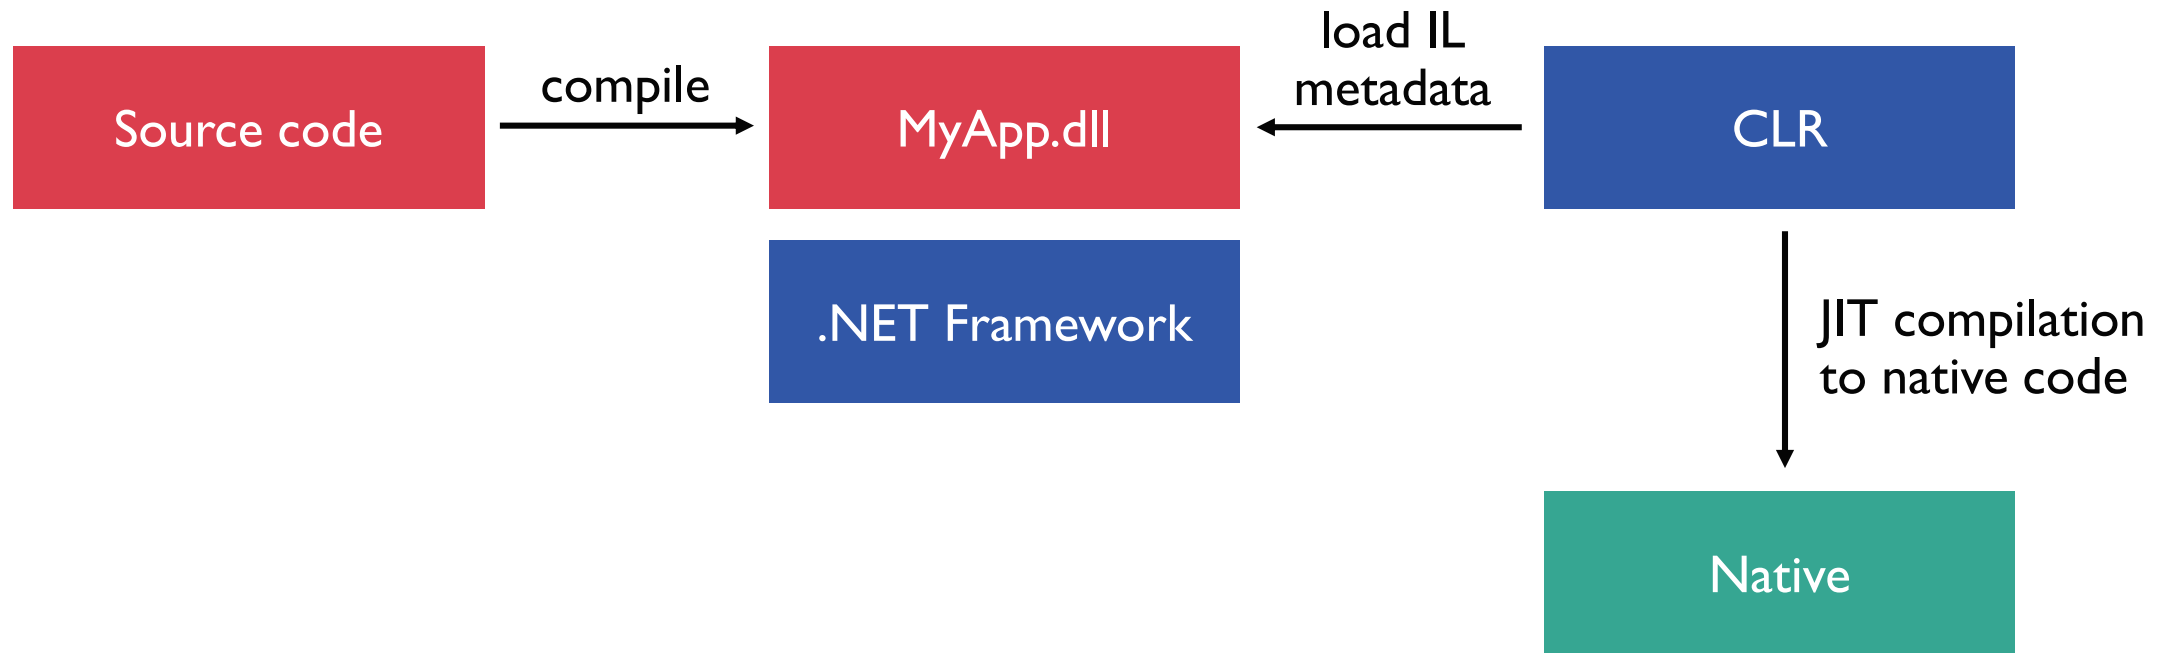 Source code
compile
MyApp.dll
load IL
metadata
CLR
.NET Framework
JIT compilation
to native code
Native